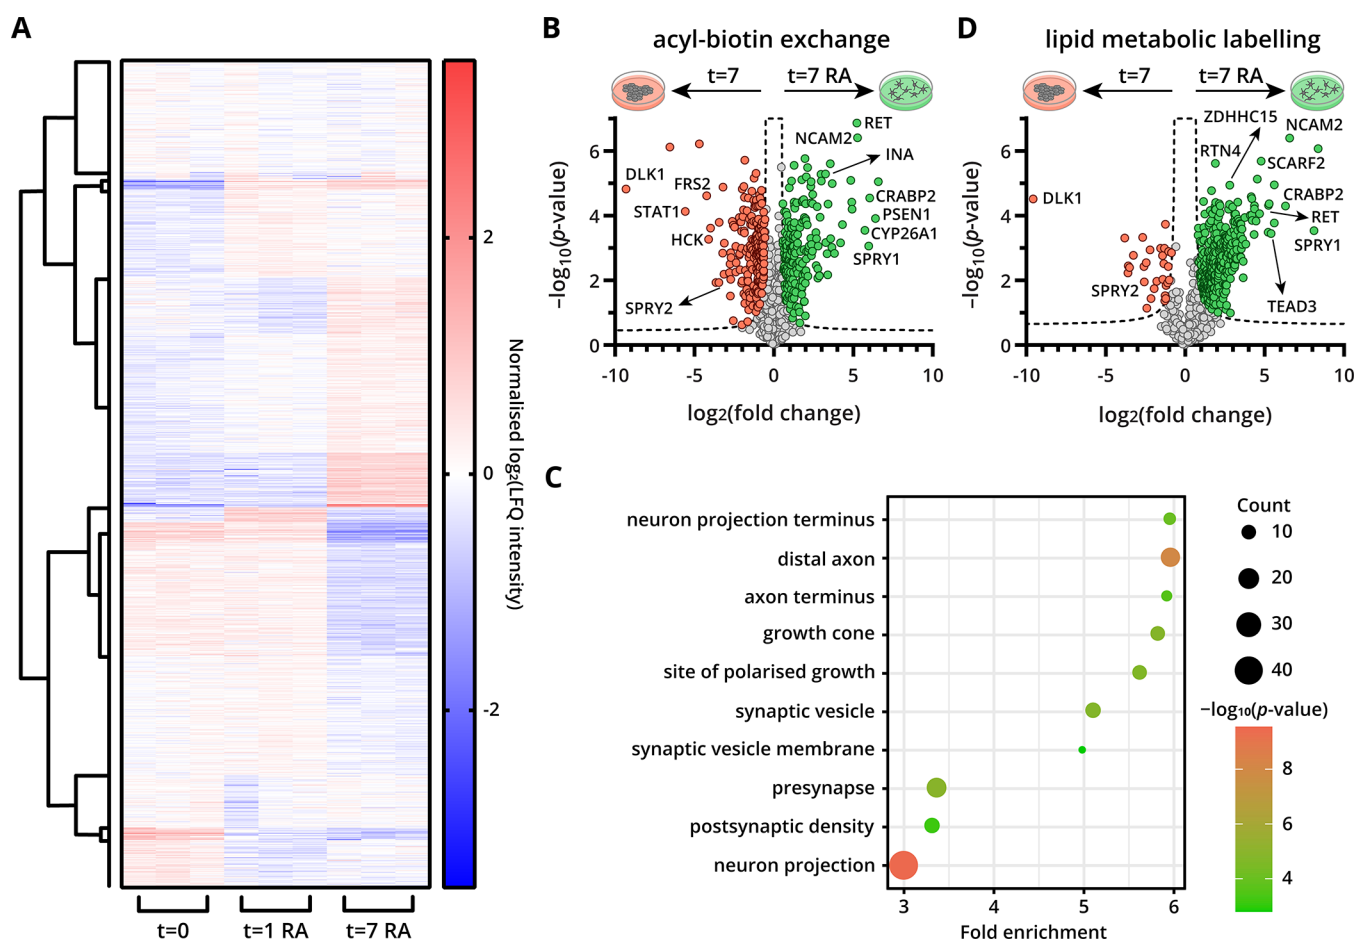 A
2
0
-2
Normalised log₂(LFQ intensity)
t=0
t=1 RA
t=7 RA
B
acyl-biotin exchange
t=7
t=7 RA
RET
NCAM2
INA
DLK1
FRS2
CRABP2
STAT1
PSEN1
HCK
CYP26A1
SPRY1
SPRY2
−log₁₀(p-value)
6
4
2
0
-10
-5
0
5
10
log₂(fold change)
D
lipid metabolic labelling
t=7
t=7 RA
ZDHHC15
NCAM2
RTN4
SCARF2
DLK1
CRABP2
RET
SPRY1
SPRY2
TEAD3
−log₁₀(p-value)
6
4
2
0
-10
-5
0
5
10
log₂(fold change)
C
neuron projection terminus
distal axon
axon terminus
growth cone
site of polarised growth
synaptic vesicle
synaptic vesicle membrane
presynapse
postsynaptic density
neuron projection
3
4
5
6
Fold enrichment
Count
10
20
30
40
−log₁₀(p-value)
8
6
4